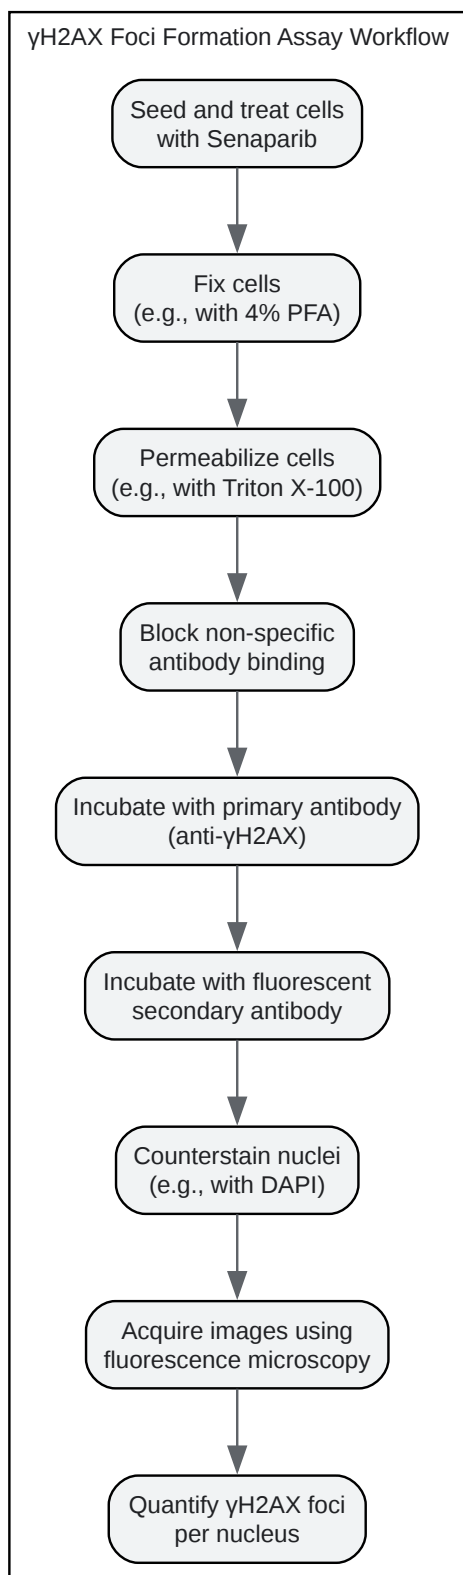 γH2AX Foci Formation Assay Workflow
Seed and treat cells
with Senaparib
Fix cells
(e.g., with 4% PFA)
Permeabilize cells
(e.g., with Triton X-100)
Block non-specific
antibody binding
Incubate with primary antibody
(anti-γH2AX)
Incubate with fluorescent
secondary antibody
Counterstain nuclei
(e.g., with DAPI)
Acquire images using
fluorescence microscopy
Quantify γH2AX foci
per nucleus